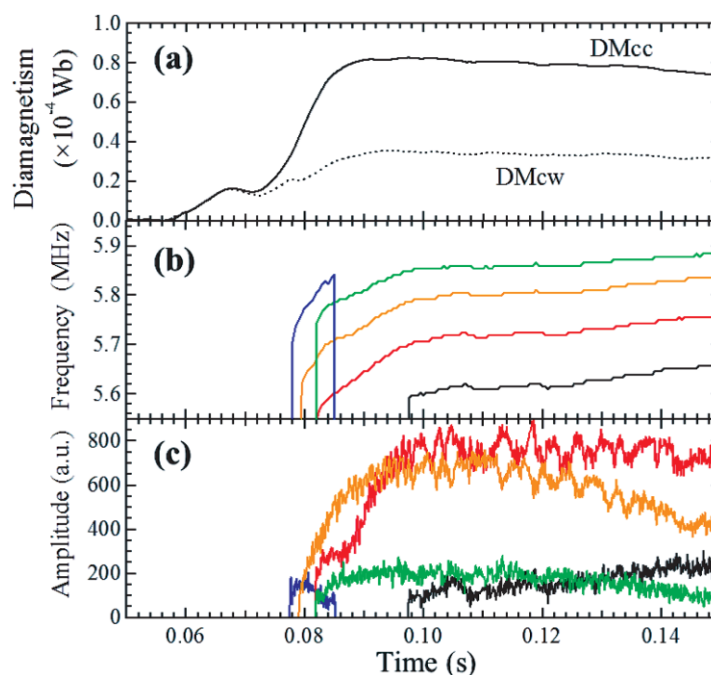 1.0
(a)
DMcc
0.8
0.6
0.4
DMcw
0.2
0.0
Diamagnetism
(×10⁻⁴ Wb)
5.9
(b)
5.8
5.7
5.6
Frequency (MHz)
800
(c)
600
400
200
0
Amplitude (a.u.)
0.06 0.08 0.10 0.12 0.14
Time (s)